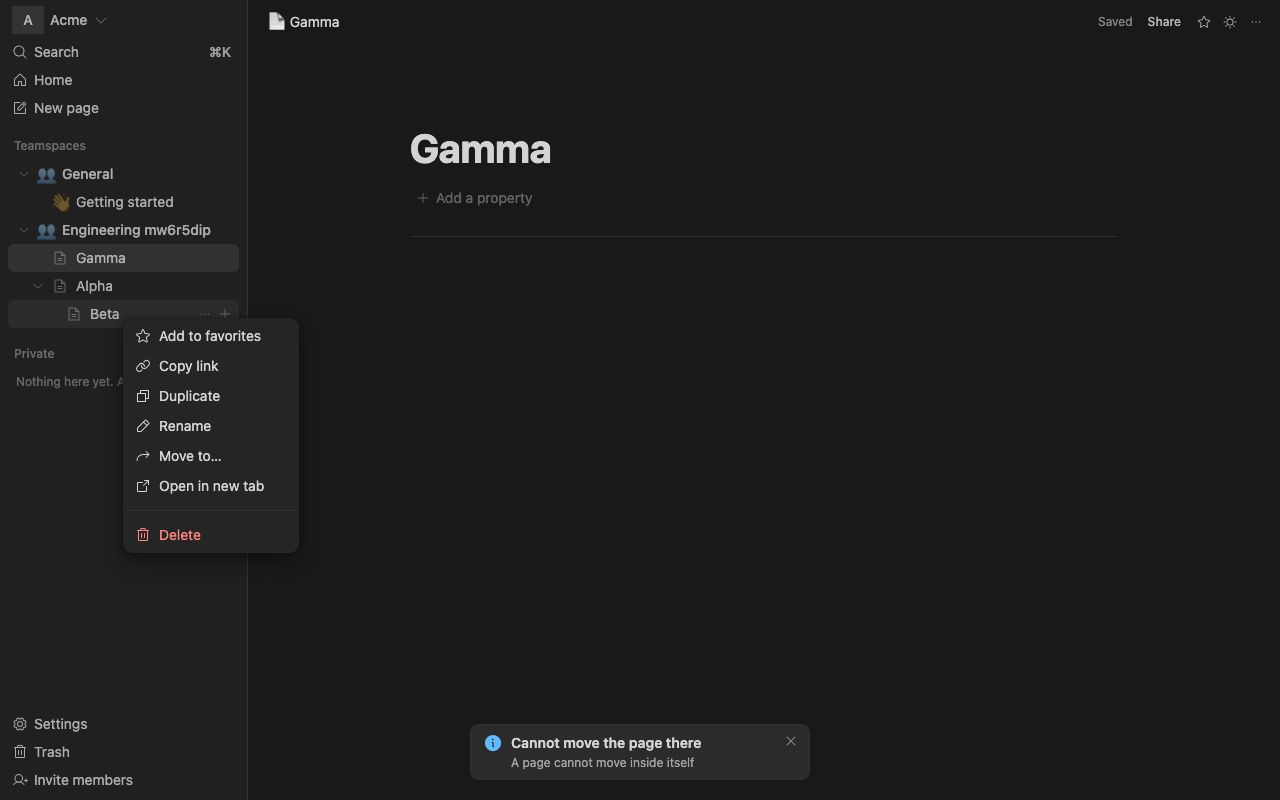 A Acme
Search ⌘K
Home
New page
Teamspaces
General
Getting started
Engineering mw6r5dip
Gamma
Alpha
Beta
Private
Nothing here yet. A
Add to favorites
Copy link
Duplicate
Rename
Move to...
Open in new tab
Delete
Settings
Trash
Invite members
Gamma
Saved Share
Gamma
Add a property
Cannot move the page there
A page cannot move inside itself